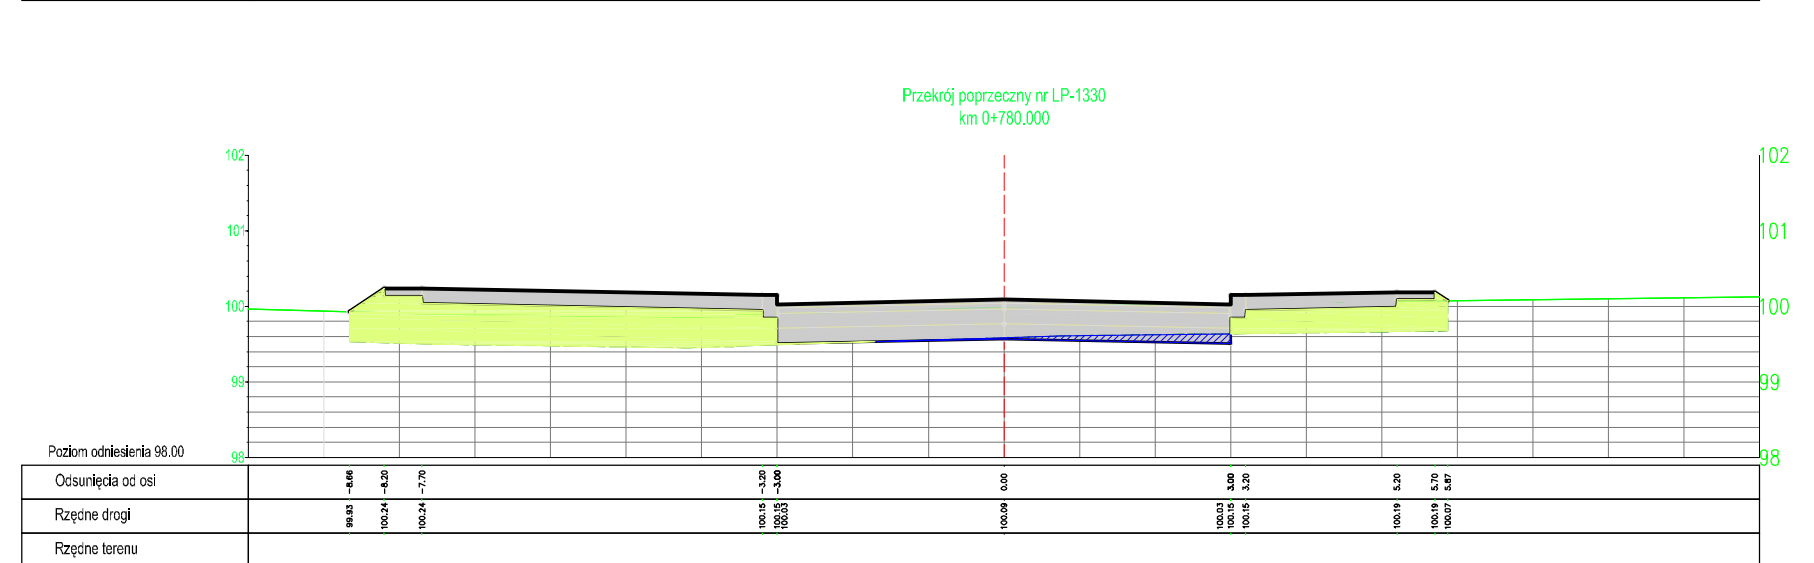 Przekrój poprzeczny nr LP-1330
km 0+780.000
102 102
101 101
100 100
99 99
Poziom odniesienia 98.00
98 98
Odsunięcia od osi -8.66 -8.20 -7.70 -3.20 -3.00 0.00 3.00 3.20 5.20 5.70 5.87
Rzędne drogi 99.93 100.24 100.24 100.15 100.15 100.03 100.09 100.03 100.15 100.15 100.19 100.19 100.07
Rzędne terenu